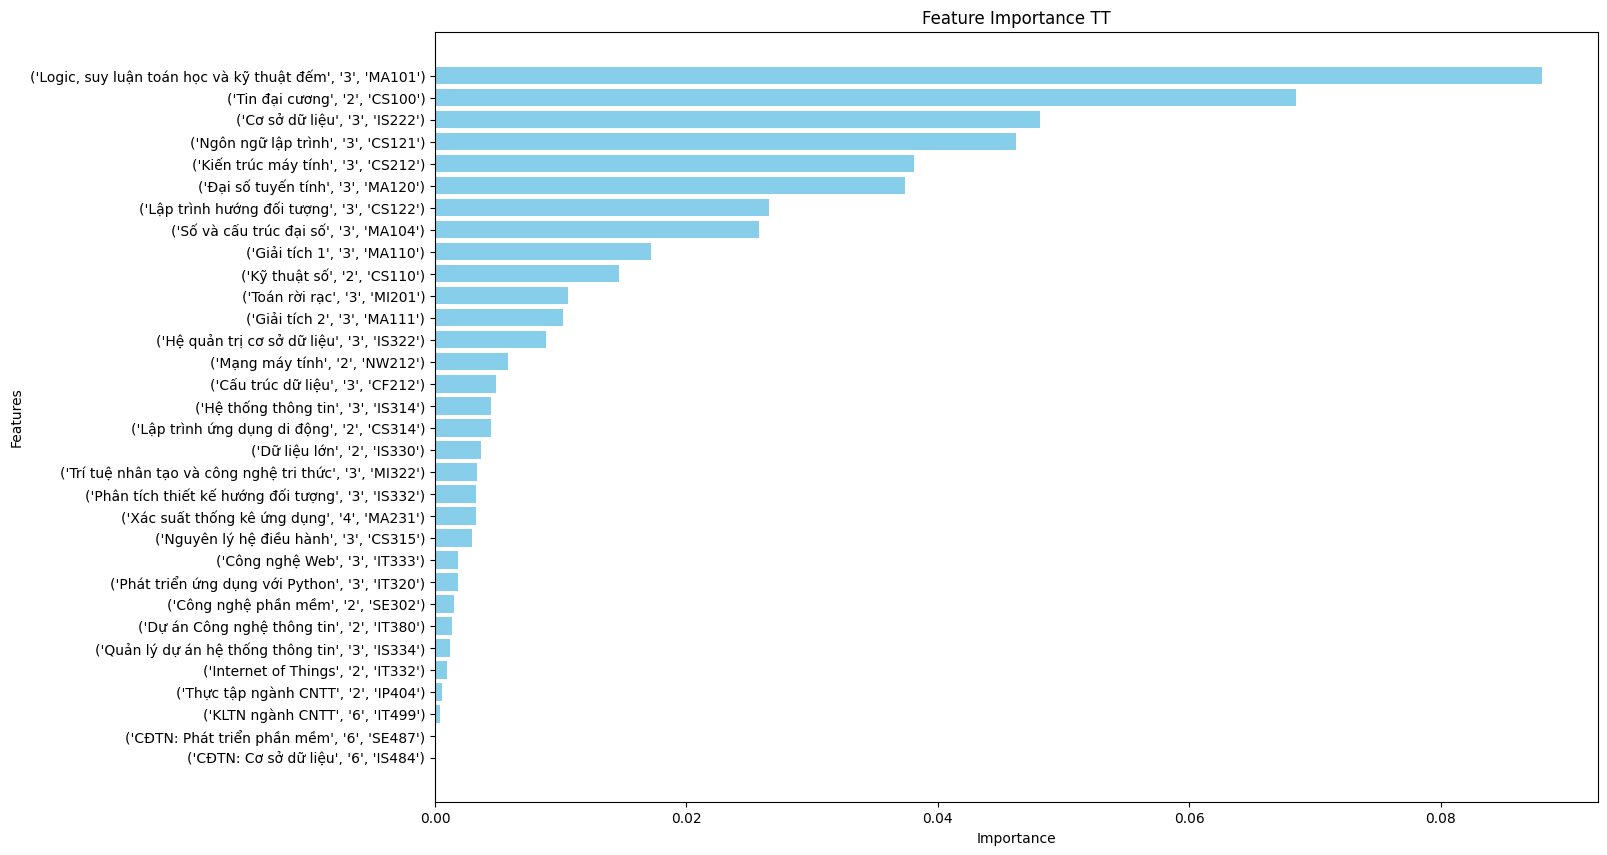 Feature Importance TT
('Logic, suy luận toán học và kỹ thuật đếm', '3', 'MA101')
('Tin đại cương', '2', 'CS100')
('Cơ sở dữ liệu', '3', 'IS222')
('Ngôn ngữ lập trình', '3', 'CS121')
('Kiến trúc máy tính', '3', 'CS212')
('Đại số tuyến tính', '3', 'MA120')
('Lập trình hướng đối tượng', '3', 'CS122')
('Số và cấu trúc đại số', '3', 'MA104')
('Giải tích 1', '3', 'MA110')
('Kỹ thuật số', '2', 'CS110')
('Toán rời rạc', '3', 'MI201')
('Giải tích 2', '3', 'MA111')
('Hệ quản trị cơ sở dữ liệu', '3', 'IS322')
('Mạng máy tính', '2', 'NW212')
('Cấu trúc dữ liệu', '3', 'CF212')
('Hệ thống thông tin', '3', 'IS314')
('Lập trình ứng dụng di động', '2', 'CS314')
('Dữ liệu lớn', '2', 'IS330')
('Trí tuệ nhân tạo và công nghệ tri thức', '3', 'MI322')
('Phân tích thiết kế hướng đối tượng', '3', 'IS332')
('Xác suất thống kê ứng dụng', '4', 'MA231')
('Nguyên lý hệ điều hành', '3', 'CS315')
('Công nghệ Web', '3', 'IT333')
('Phát triển ứng dụng với Python', '3', 'IT320')
('Công nghệ phần mềm', '2', 'SE302')
('Dự án Công nghệ thông tin', '2', 'IT380')
('Quản lý dự án hệ thống thông tin', '3', 'IS334')
('Internet of Things', '2', 'IT332')
('Thực tập ngành CNTT', '2', 'IP404')
('KLTN ngành CNTT', '6', 'IT499')
('CĐTN: Phát triển phần mềm', '6', 'SE487')
('CĐTN: Cơ sở dữ liệu', '6', 'IS484')
Features
0.00 0.02 0.04 0.06 0.08
Importance